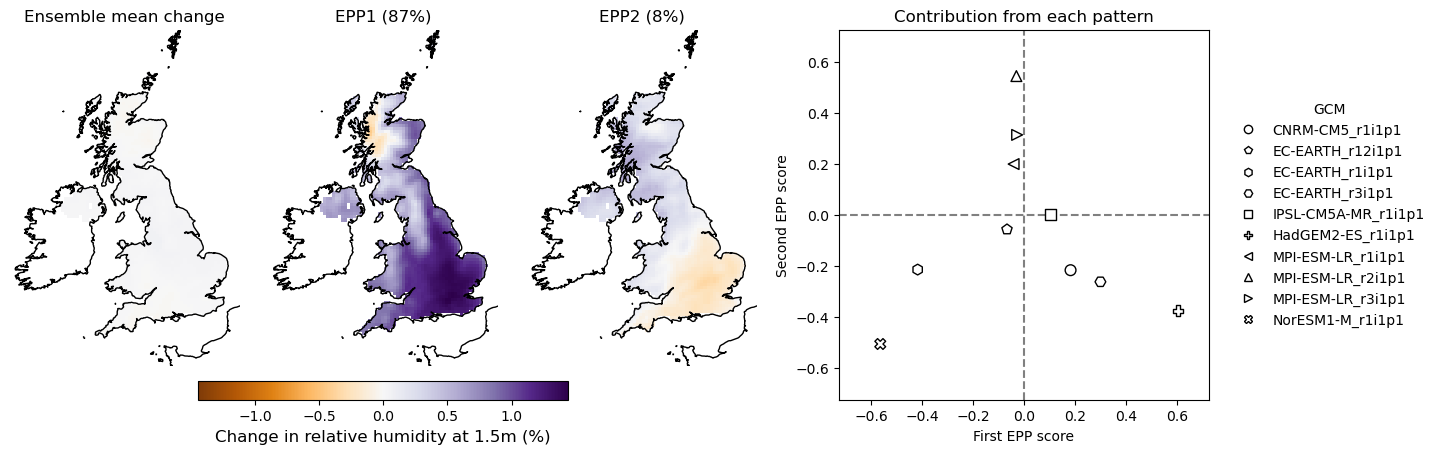 Ensemble mean change
EPP1 (87%)
EPP2 (8%)
−1.0
−0.5
0.0
0.5
1.0
Change in relative humidity at 1.5m (%)
Contribution from each pattern
Second EPP score
0.6
0.4
0.2
0.0
−0.2
−0.4
−0.6
−0.6
−0.4
−0.2
0.0
0.2
0.4
0.6
First EPP score
GCM
CNRM-CM5_r1i1p1
EC-EARTH_r12i1p1
EC-EARTH_r1i1p1
EC-EARTH_r3i1p1
IPSL-CM5A-MR_r1i1p1
HadGEM2-ES_r1i1p1
MPI-ESM-LR_r1i1p1
MPI-ESM-LR_r2i1p1
MPI-ESM-LR_r3i1p1
NorESM1-M_r1i1p1